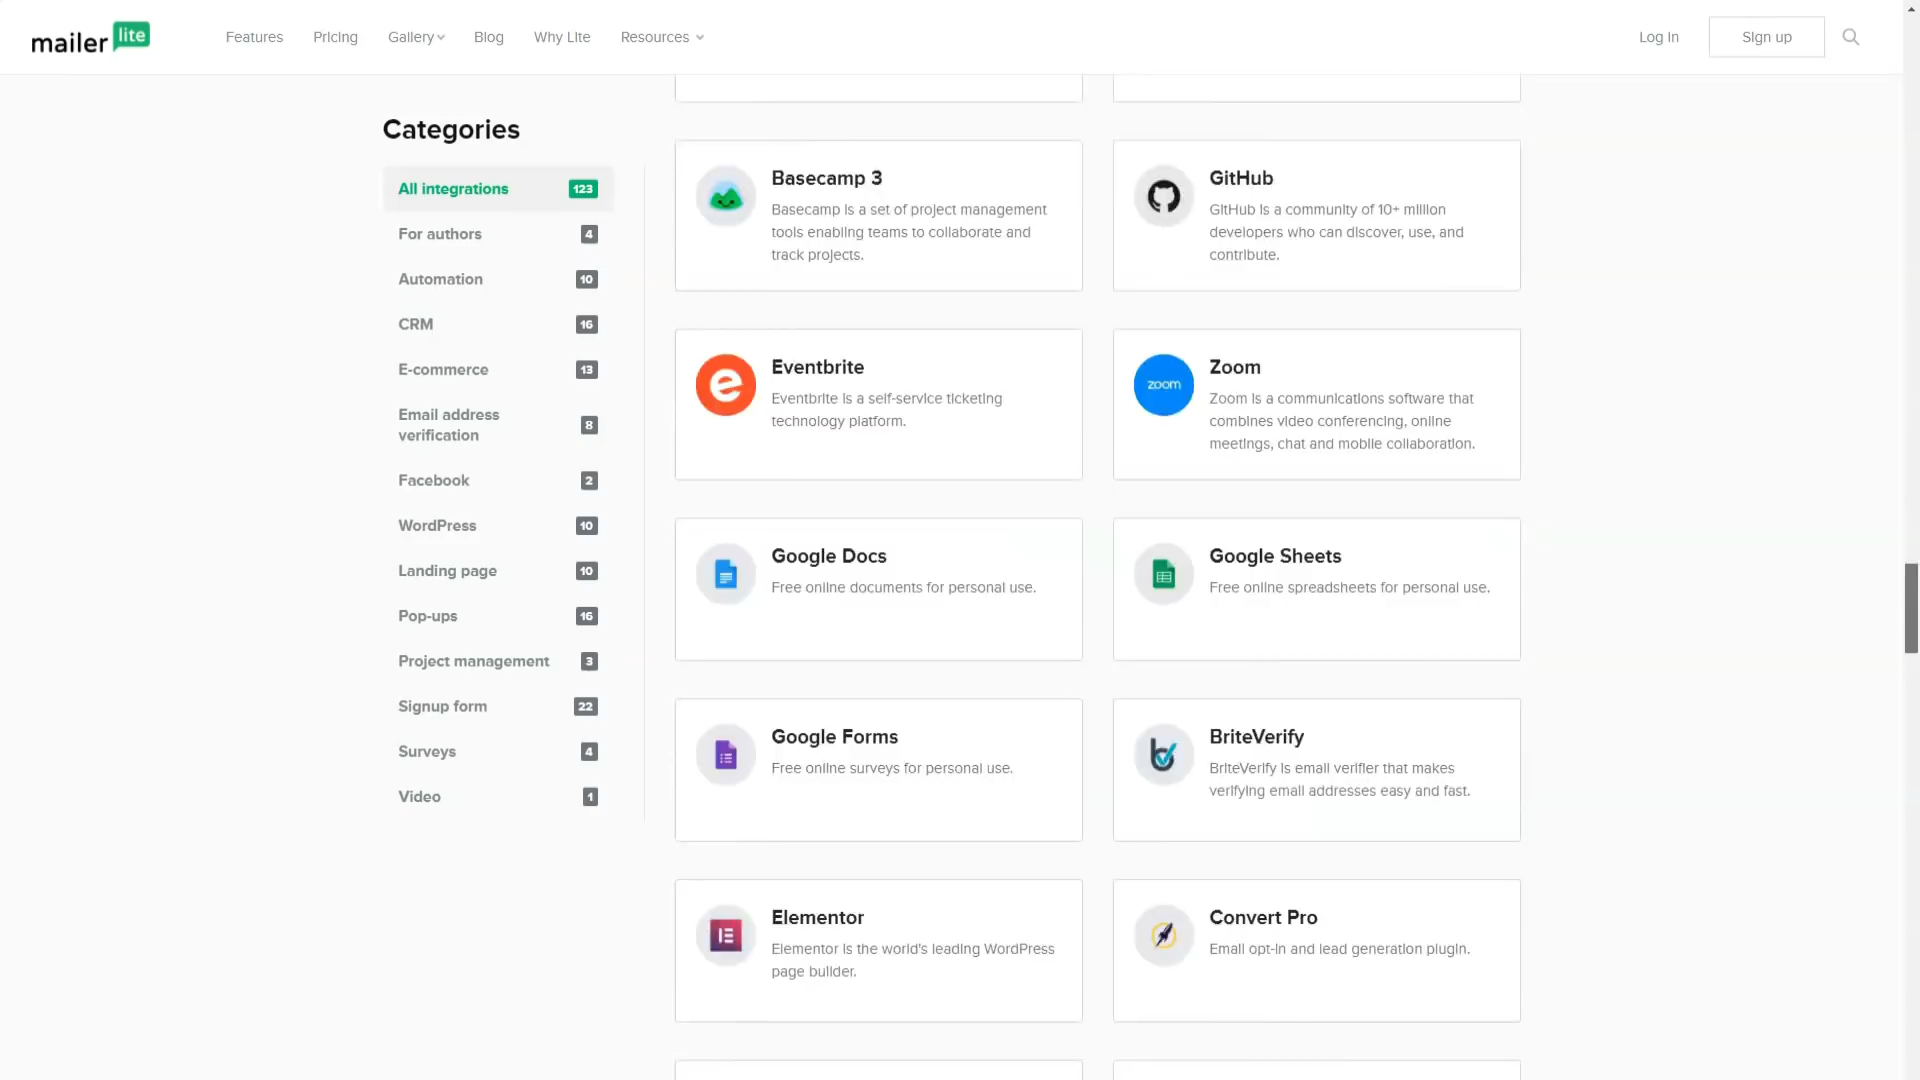 mailer lite
Features
Pricing
Gallery
Blog
Why Lite
Resources
Log In
Sign up
Categories
All integrations 123
For authors 4
Automation 10
CRM 16
E-commerce 13
Email address
verification 8
Facebook 2
WordPress 10
Landing page 10
Pop-ups 16
Project management 3
Signup form 22
Surveys 4
Video 1
Basecamp 3
Basecamp is a set of project management
tools enabling teams to collaborate and
track projects.
GitHub
GitHub is a community of 10+ million
developers who can discover, use, and
contribute.
Eventbrite
Eventbrite is a self-service ticketing
technology platform.
zoom
Zoom
Zoom is a communications software that
combines video conferencing, online
meetings, chat and mobile collaboration.
Google Docs
Free online documents for personal use.
Google Sheets
Free online spreadsheets for personal use.
Google Forms
Free online surveys for personal use.
BriteVerify
BriteVerify is email verifier that makes
verifying email addresses easy and fast.
Elementor
Elementor is the world's leading WordPress
page builder.
Convert Pro
Email opt-in and lead generation plugin.